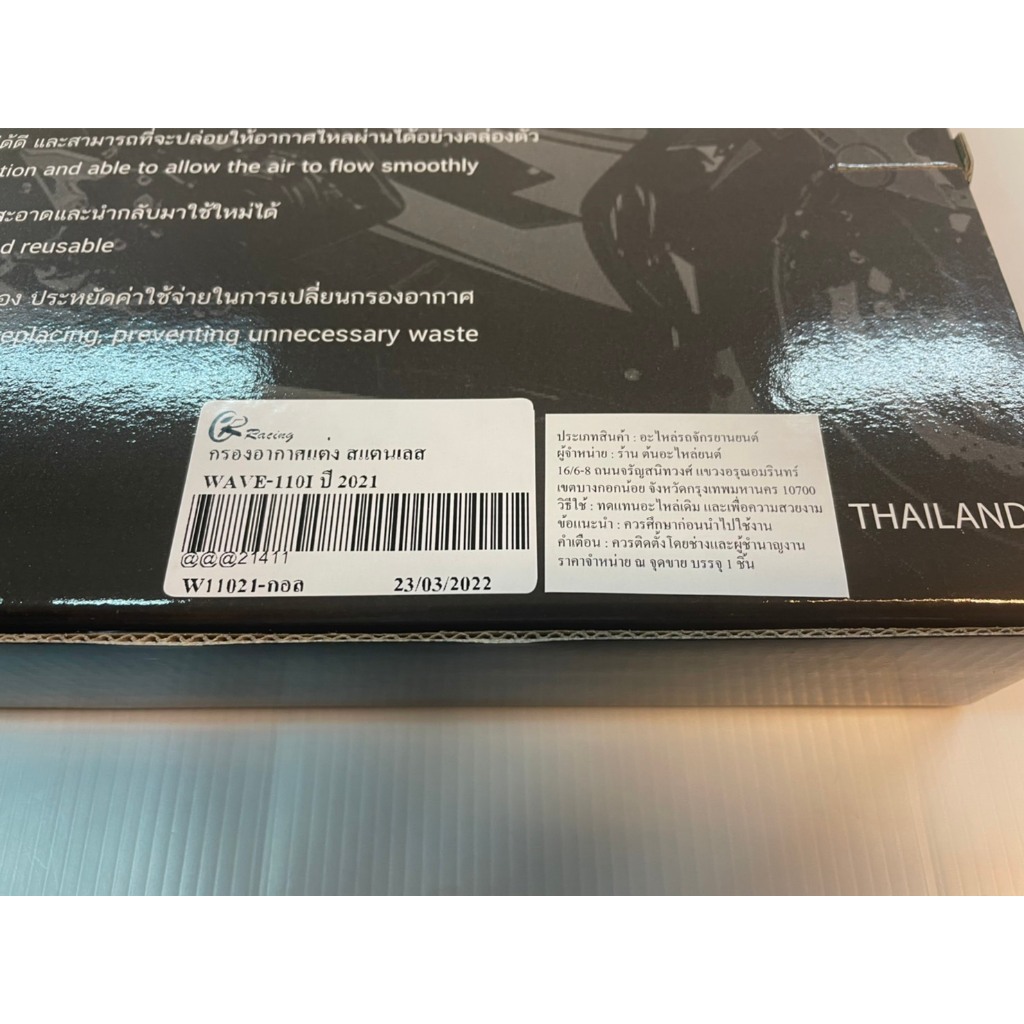 ได้ดี และสามารถที่จะปล่อยให้อากาศไหลผ่านได้อย่างคล่องตัว
tion and able to allow the air to flow smoothly
สะอาดและนำกลับมาใช้ใหม่ได้
d reusable
ประหยัดค่าใช้จ่ายในการเปลี่ยนกรองอากาศ
replacing, preventing unnecessary waste
Racing
กรองอากาศแต่ง สแตนเลส
WAVE-110I ปี 2021
@@@21411
W11021-กอล
23/03/2022
ประเภทสินค้า : อะไหล่รถจักรยานยนต์
ผู้จำหน่าย : ร้าน ต้นอะไหล่ยนต์
16/6-8 ถนนจรัญสนิทวงศ์ แขวงอรุณอมรินทร์
เขตบางกอกน้อย จังหวัดกรุงเทพมหานคร 10700
วิธีใช้ : ทดแทนอะไหล่เดิม และเพื่อความสวยงาม
ข้อแนะนำ : ควรศึกษาก่อนนำไปใช้งาน
คำเตือน : ควรติดตั้งโดยช่างและผู้ชำนาญงาน
ราคาจำหน่าย ณ จุดขาย บรรจุ 1 ชิ้น
THAILAND